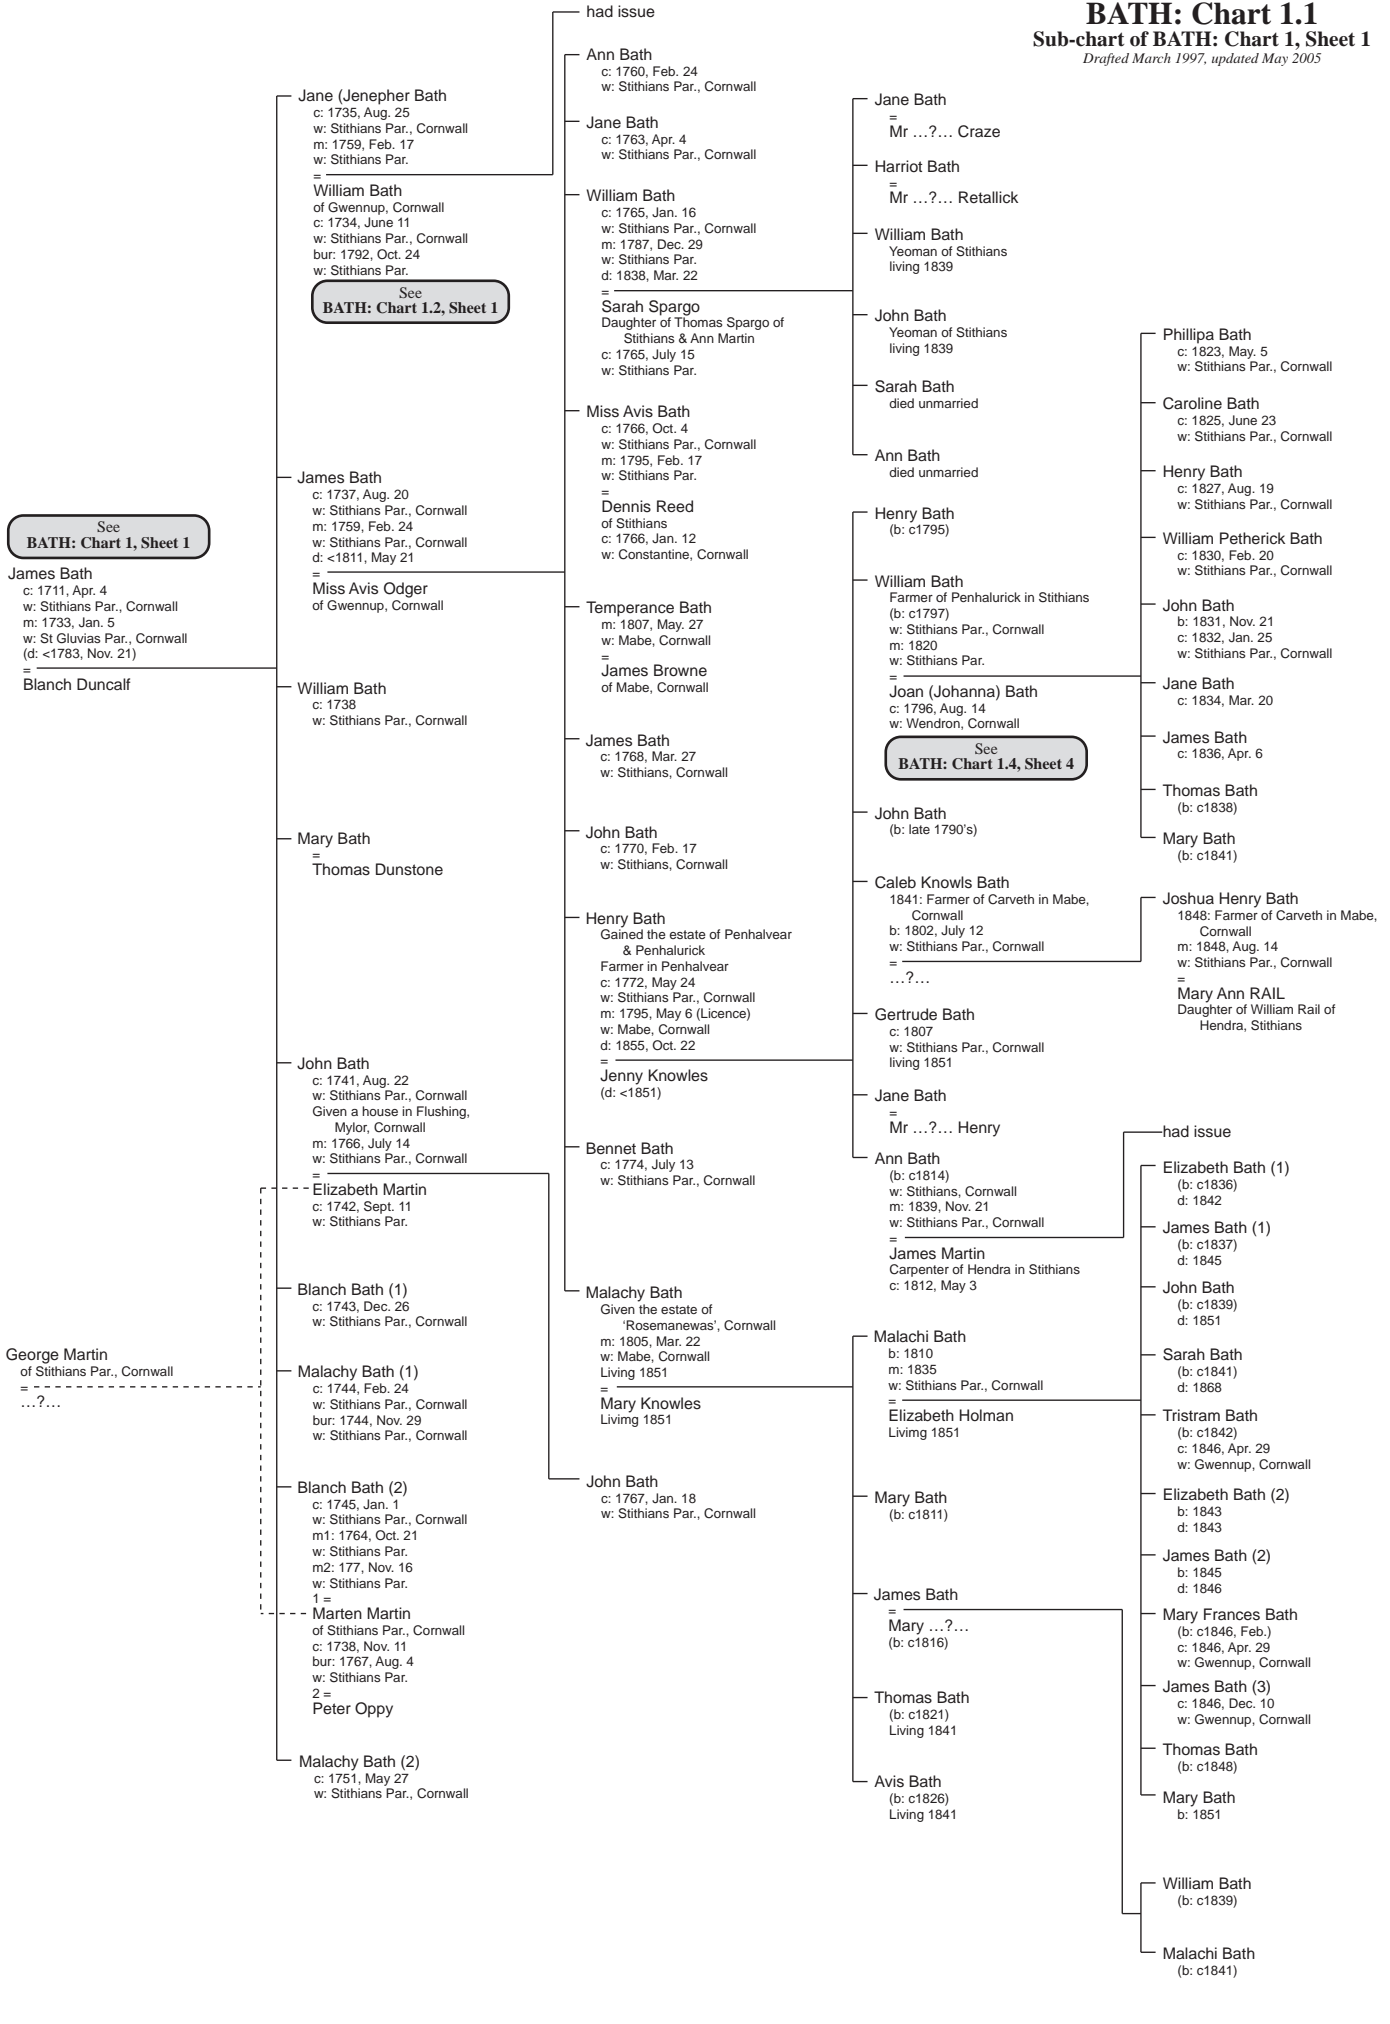 BATH: Chart 1.1
Sub-chart of BATH: Chart 1, Sheet 1
Drafted March 1997, updated May 2005
See
BATH: Chart 1, Sheet 1
James Bath
c: 1711, Apr. 4
w: Stithians Par., Cornwall
m: 1733, Jan. 5
w: St Gluvias Par., Cornwall
(d: <1783, Nov. 21)
=
Blanch Duncalf
George Martin
of Stithians Par., Cornwall
=
…?…
Jane (Jenepher Bath
c: 1735, Aug. 25
w: Stithians Par., Cornwall
m: 1759, Feb. 17
w: Stithians Par.
=
William Bath
of Gwennup, Cornwall
c: 1734, June 11
w: Stithians Par., Cornwall
bur: 1792, Oct. 24
w: Stithians Par.
See
BATH: Chart 1.2, Sheet 1
James Bath
c: 1737, Aug. 20
w: Stithians Par., Cornwall
m: 1759, Feb. 24
w: Stithians Par., Cornwall
d: <1811, May 21
=
Miss Avis Odger
of Gwennup, Cornwall
William Bath
c: 1738
w: Stithians Par., Cornwall
Mary Bath
=
Thomas Dunstone
John Bath
c: 1741, Aug. 22
w: Stithians Par., Cornwall
Given a house in Flushing,
Mylor, Cornwall
m: 1766, July 14
w: Stithians Par., Cornwall
=
Elizabeth Martin
c: 1742, Sept. 11
w: Stithians Par.
Blanch Bath (1)
c: 1743, Dec. 26
w: Stithians Par., Cornwall
Malachy Bath (1)
c: 1744, Feb. 24
w: Stithians Par., Cornwall
bur: 1744, Nov. 29
w: Stithians Par., Cornwall
Blanch Bath (2)
c: 1745, Jan. 1
w: Stithians Par., Cornwall
m1: 1764, Oct. 21
w: Stithians Par.
m2: 177, Nov. 16
w: Stithians Par.
1 =
Marten Martin
of Stithians Par., Cornwall
c: 1738, Nov. 11
bur: 1767, Aug. 4
w: Stithians Par.
2 =
Peter Oppy
Malachy Bath (2)
c: 1751, May 27
w: Stithians Par., Cornwall
had issue
Ann Bath
c: 1760, Feb. 24
w: Stithians Par., Cornwall
Jane Bath
c: 1763, Apr. 4
w: Stithians Par., Cornwall
William Bath
c: 1765, Jan. 16
w: Stithians Par., Cornwall
m: 1787, Dec. 29
w: Stithians Par.
d: 1838, Mar. 22
=
Sarah Spargo
Daughter of Thomas Spargo of
Stithians & Ann Martin
c: 1765, July 15
w: Stithians Par.
Miss Avis Bath
c: 1766, Oct. 4
w: Stithians Par., Cornwall
m: 1795, Feb. 17
w: Stithians Par.
=
Dennis Reed
of Stithians
c: 1766, Jan. 12
w: Constantine, Cornwall
Temperance Bath
m: 1807, May. 27
w: Mabe, Cornwall
=
James Browne
of Mabe, Cornwall
James Bath
c: 1768, Mar. 27
w: Stithians, Cornwall
John Bath
c: 1770, Feb. 17
w: Stithians, Cornwall
Henry Bath
Gained the estate of Penhalvear
& Penhalurick
Farmer in Penhalvear
c: 1772, May 24
w: Stithians Par., Cornwall
m: 1795, May 6 (Licence)
w: Mabe, Cornwall
d: 1855, Oct. 22
=
Jenny Knowles
(d: <1851)
Bennet Bath
c: 1774, July 13
w: Stithians Par., Cornwall
Malachy Bath
Given the estate of
‘Rosemanewas’, Cornwall
m: 1805, Mar. 22
w: Mabe, Cornwall
Living 1851
=
Mary Knowles
Livimg 1851
John Bath
c: 1767, Jan. 18
w: Stithians Par., Cornwall
Jane Bath
=
Mr …?… Craze
Harriot Bath
=
Mr …?… Retallick
William Bath
Yeoman of Stithians
living 1839
John Bath
Yeoman of Stithians
living 1839
Sarah Bath
died unmarried
Ann Bath
died unmarried
Henry Bath
(b: c1795)
William Bath
Farmer of Penhalurick in Stithians
(b: c1797)
w: Stithians Par., Cornwall
m: 1820
w: Stithians Par.
=
Joan (Johanna) Bath
c: 1796, Aug. 14
w: Wendron, Cornwall
See
BATH: Chart 1.4, Sheet 4
John Bath
(b: late 1790’s)
Caleb Knowls Bath
1841: Farmer of Carveth in Mabe,
Cornwall
b: 1802, July 12
w: Stithians Par., Cornwall
=
…?…
Gertrude Bath
c: 1807
w: Stithians Par., Cornwall
living 1851
Jane Bath
=
Mr …?… Henry
Ann Bath
(b: c1814)
w: Stithians, Cornwall
m: 1839, Nov. 21
w: Stithians Par., Cornwall
=
James Martin
Carpenter of Hendra in Stithians
c: 1812, May 3
Malachi Bath
b: 1810
m: 1835
w: Stithians Par., Cornwall
=
Elizabeth Holman
Livimg 1851
Mary Bath
(b: c1811)
James Bath
=
Mary …?…
(b: c1816)
Thomas Bath
(b: c1821)
Living 1841
Avis Bath
(b: c1826)
Living 1841
Phillipa Bath
c: 1823, May. 5
w: Stithians Par., Cornwall
Caroline Bath
c: 1825, June 23
w: Stithians Par., Cornwall
Henry Bath
c: 1827, Aug. 19
w: Stithians Par., Cornwall
William Petherick Bath
c: 1830, Feb. 20
w: Stithians Par., Cornwall
John Bath
b: 1831, Nov. 21
c: 1832, Jan. 25
w: Stithians Par., Cornwall
Jane Bath
c: 1834, Mar. 20
James Bath
c: 1836, Apr. 6
Thomas Bath
(b: c1838)
Mary Bath
(b: c1841)
Joshua Henry Bath
1848: Farmer of Carveth in Mabe,
Cornwall
m: 1848, Aug. 14
w: Stithians Par., Cornwall
=
Mary Ann RAIL
Daughter of William Rail of
Hendra, Stithians
had issue
Elizabeth Bath (1)
(b: c1836)
d: 1842
James Bath (1)
(b: c1837)
d: 1845
John Bath
(b: c1839)
d: 1851
Sarah Bath
(b: c1841)
d: 1868
Tristram Bath
(b: c1842)
c: 1846, Apr. 29
w: Gwennup, Cornwall
Elizabeth Bath (2)
b: 1843
d: 1843
James Bath (2)
b: 1845
d: 1846
Mary Frances Bath
(b: c1846, Feb.)
c: 1846, Apr. 29
w: Gwennup, Cornwall
James Bath (3)
c: 1846, Dec. 10
w: Gwennup, Cornwall
Thomas Bath
(b: c1848)
Mary Bath
b: 1851
William Bath
(b: c1839)
Malachi Bath
(b: c1841)